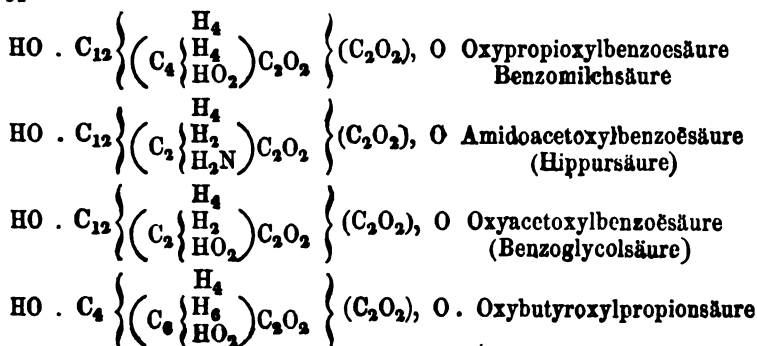 H₄
HO . C₁₂{(C₄{H₄ HO₂)C₂O₂}(C₂O₂), O Oxypropioxylbenzoesäure
Benzomilchsäure
H₄
HO . C₁₂{(C₂{H₂ H₂N)C₂O₂}(C₂O₂), O Amidoacetoxylbenzoësäure
(Hippursäure)
H₄
HO . C₁₂{(C₂{H₂ HO₂)C₂O₂}(C₂O₂), O Oxyacetoxylbenzoësäure
(Benzoglycolsäure)
H₄
HO . C₄{(C₆{H₆ HO₂)C₂O₂}(C₂O₂), O. Oxybutyroxylpropionsäure